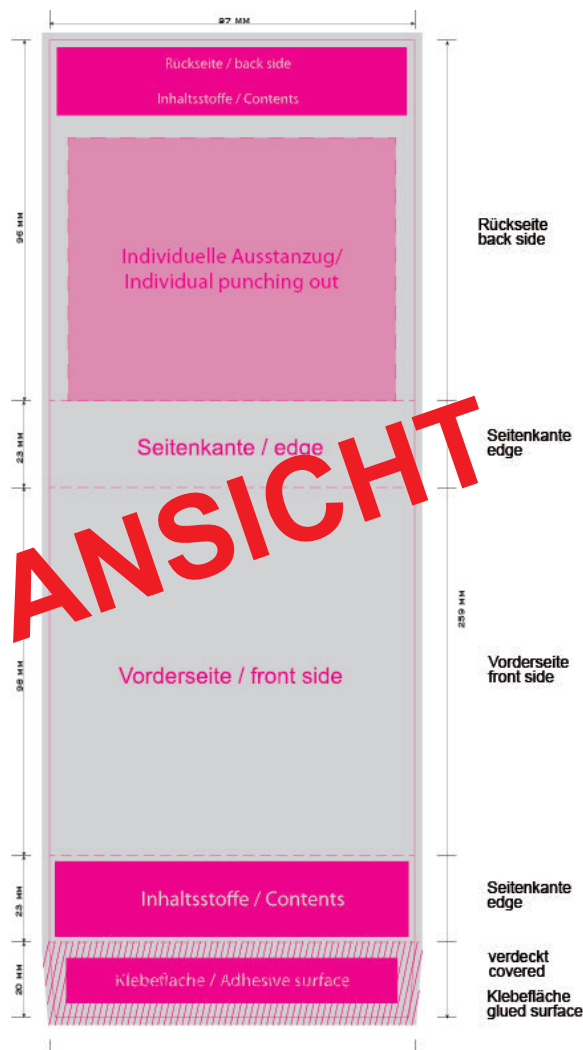 97 MM
Rückseite / back side
Inhaltsstoffe / Contents
96 MM
Individuelle Ausstanzug/
Individual punching out
Rückseite
back side
23 MM
Seitenkante / edge
Seitenkante
edge
ANSICHT
98 MM
259 MM
Vorderseite / front side
Vorderseite
front side
23 MM
Inhaltsstoffe / Contents
Seitenkante
edge
20 MM
Klebefläche / Adhesive surface
verdeckt
covered
Klebefläche
glued surface